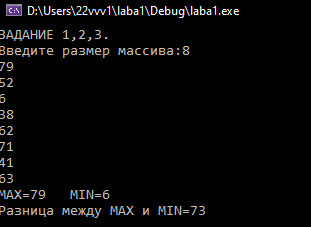 D:\Users\22vvv1\laba1\Debug\laba1.exe
ЗАДАНИЕ 1,2,3.
Введите размер массива:8
79
52
6
38
62
71
41
63
MAX=79   MIN=6
Разница между MAX и MIN=73